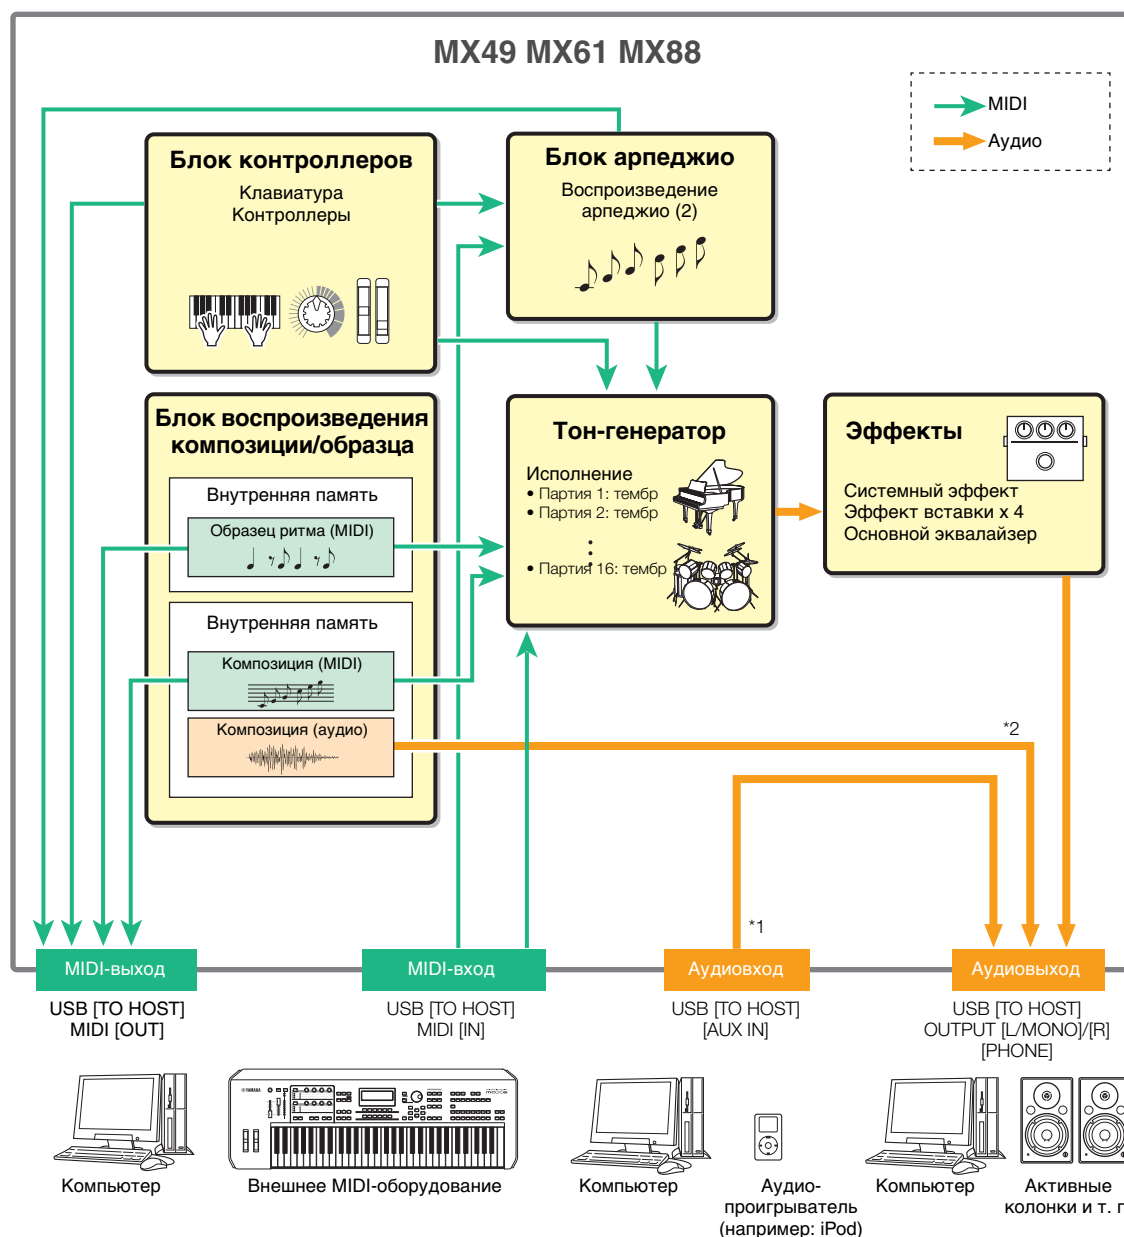 MX49 MX61 MX88
MIDI
Аудио
Блок контроллеров
Клавиатура
Контроллеры
Блок арпеджио
Воспроизведение
арпеджио (2)
Блок воспроизведения
композиции/образца
Внутренняя память
Образец ритма (MIDI)
Внутренняя память
Композиция (MIDI)
Композиция (аудио)
Тон-генератор
Исполнение
• Партия 1: тембр
• Партия 2: тембр
• Партия 16: тембр
Эффекты
Системный эффект
Эффект вставки x 4
Основной эквалайзер
*2
*1
MIDI-выход
USB [TO HOST]
MIDI [OUT]
MIDI-вход
USB [TO HOST]
MIDI [IN]
Аудиовход
USB [TO HOST]
[AUX IN]
Аудиовыход
USB [TO HOST]
OUTPUT [L/MONO]/[R]
[PHONE]
YAMAHA
Компьютер
Внешнее MIDI-оборудование
Компьютер
Аудио-
проигрыватель
(например: iPod)
Компьютер
Активные
колонки и т. п